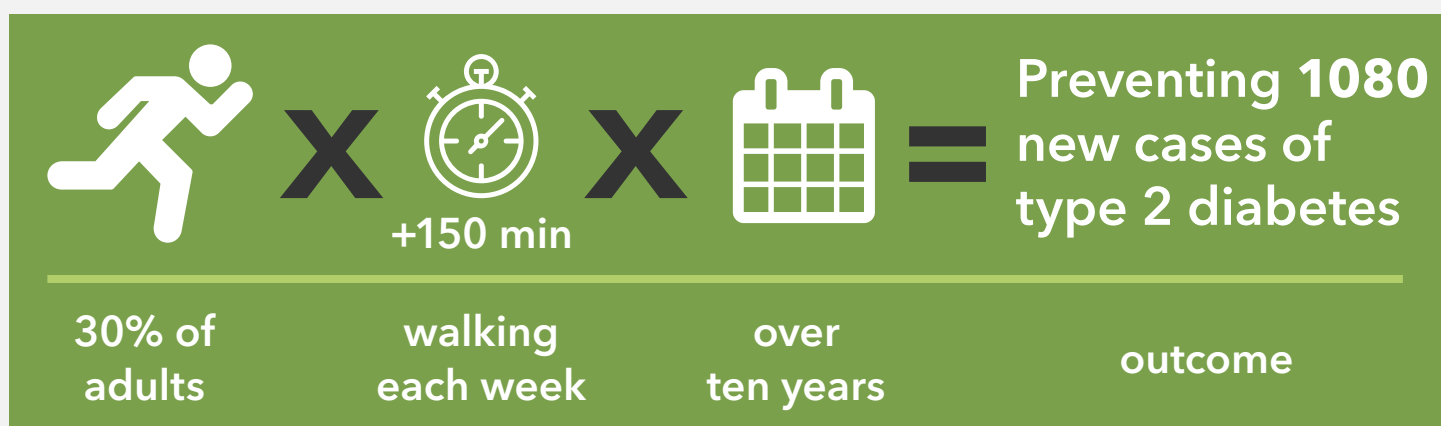 x
x
=
Preventing 1080
new cases of
type 2 diabetes
+150 min
30% of
adults
walking
each week
over
ten years
outcome